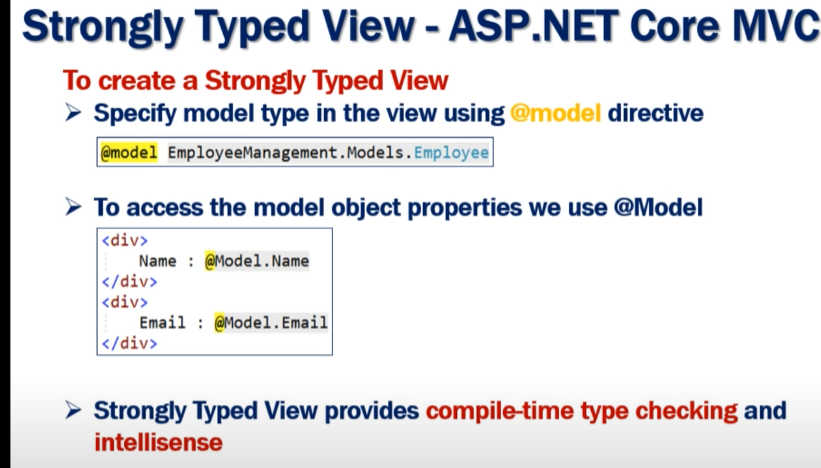 Strongly Typed View - ASP.NET Core MVC
To create a Strongly Typed View
➢ Specify model type in the view using @model directive
@model EmployeeManagement.Models.Employee
➢ To access the model object properties we use @Model
<div>
Name : @Model.Name
</div>
<div>
Email : @Model.Email
</div>
➢ Strongly Typed View provides compile-time type checking and
intellisense